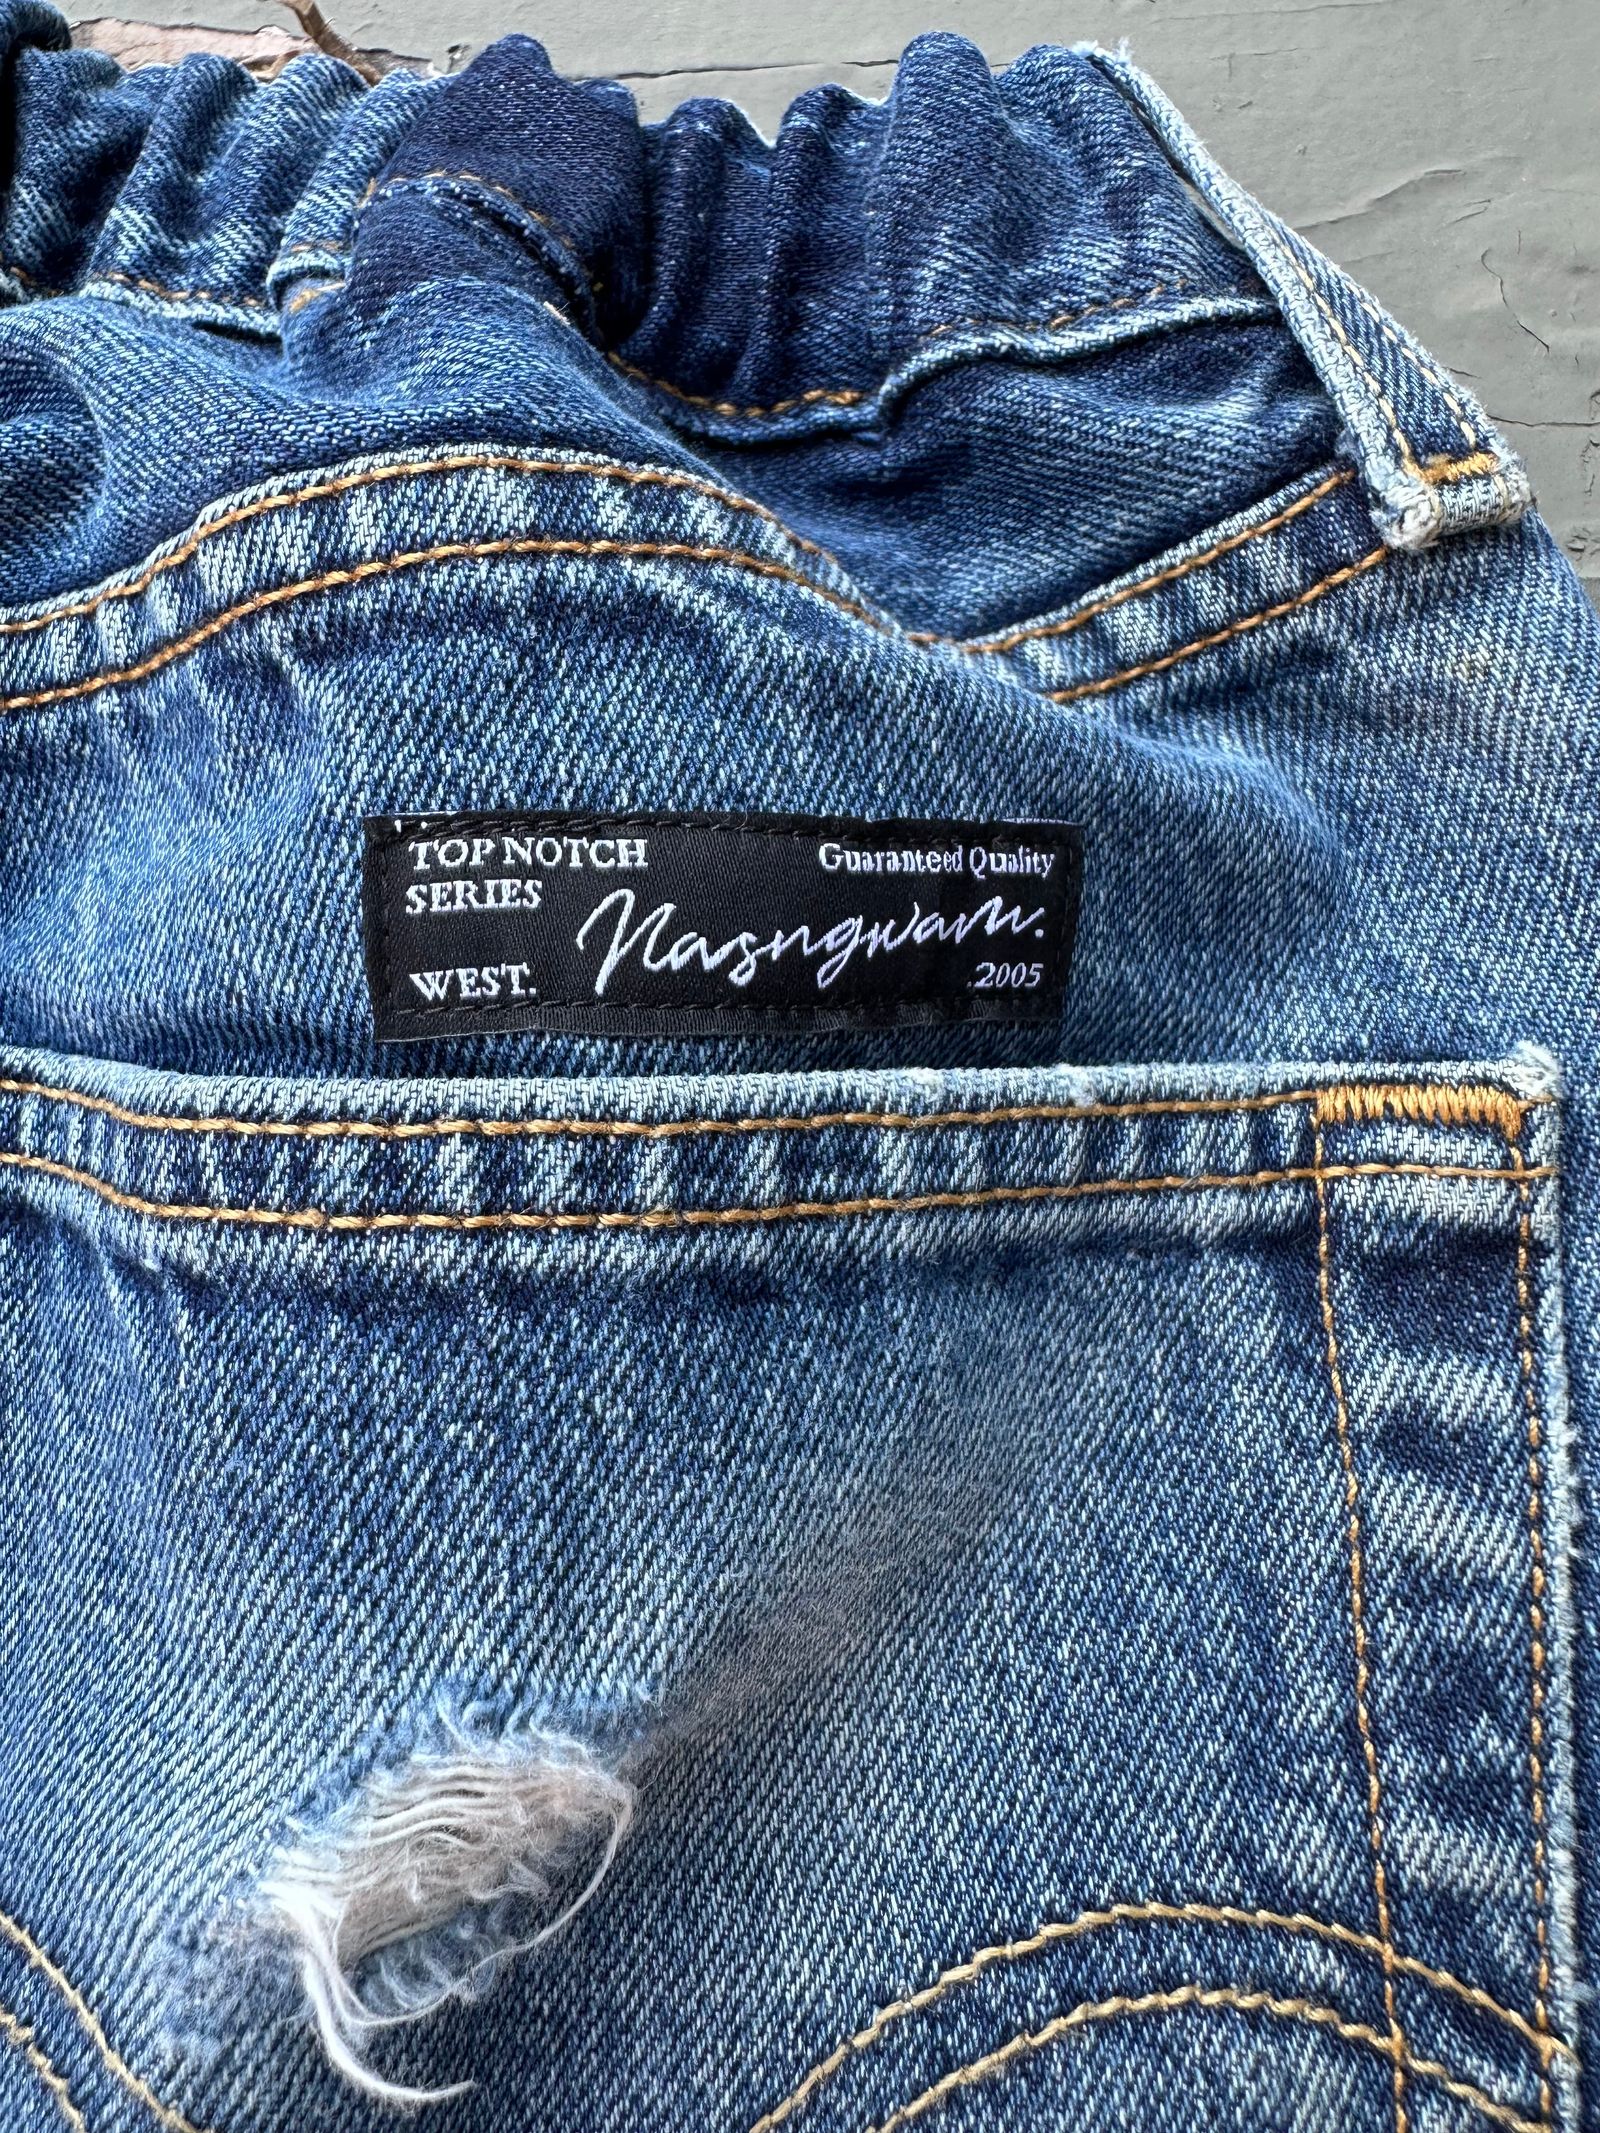 TOP NOTCH
SERIES
Guaranteed Quality
Nasngwam.
WEST.
.2005